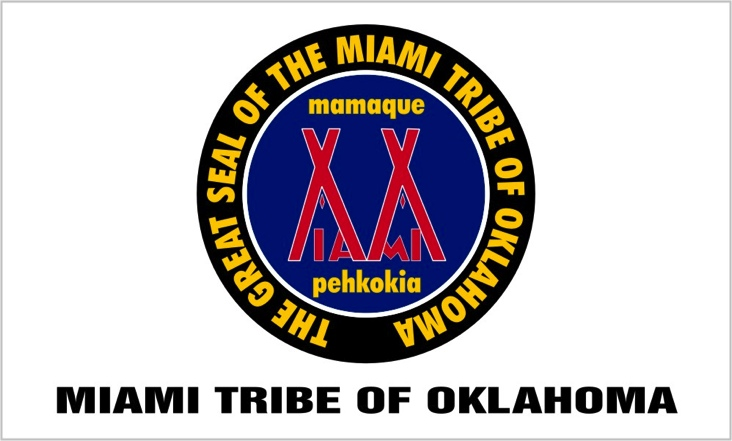 THE GREAT SEAL OF THE MIAMI TRIBE OF OKLAHOMA
mamaque
MIAMI
pehkokia
MIAMI TRIBE OF OKLAHOMA